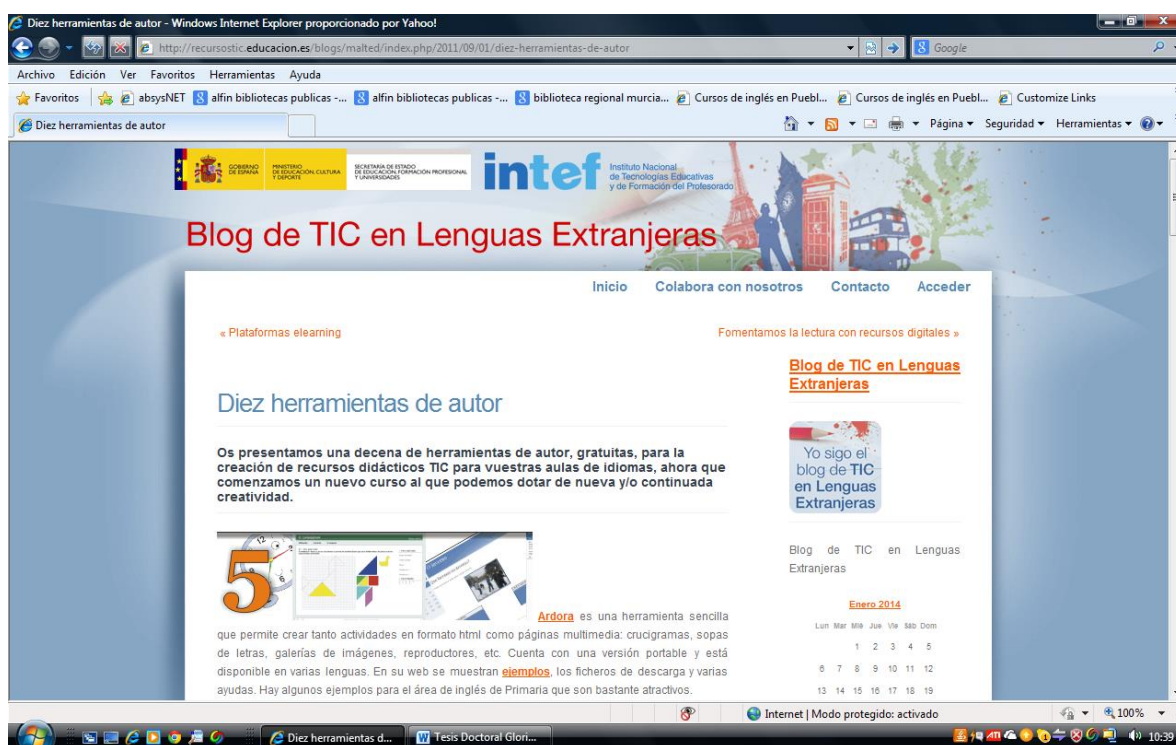 Diez herramientas de autor - Windows Internet Explorer proporcionado por Yahoo!
http://recursostic.educacion.es/blogs/malted/index.php/2011/09/01/diez-herramientas-de-autor
Google
Archivo Edición Ver Favoritos Herramientas Ayuda
Favoritos absysNET alfin bibliotecas publicas -... alfin bibliotecas publicas -... biblioteca regional murcia... Cursos de inglés en Puebl... Cursos de inglés en Puebl... Customize Links
Diez herramientas de autor Página Seguridad Herramientas
GOBIERNO DE ESPAÑA
MINISTERIO DE EDUCACIÓN, CULTURA Y DEPORTE
SECRETARÍA DE ESTADO DE EDUCACIÓN, FORMACIÓN PROFESIONAL Y UNIVERSIDADES
intef
Instituto Nacional
de Tecnologías Educativas
y de Formación del Profesorado
Blog de TIC en Lenguas Extranjeras
Inicio Colabora con nosotros Contacto Acceder
« Plataformas elearning
Fomentamos la lectura con recursos digitales »
Diez herramientas de autor
Os presentamos una decena de herramientas de autor, gratuitas, para la
creación de recursos didácticos TIC para vuestras aulas de idiomas, ahora que
comenzamos un nuevo curso al que podemos dotar de nueva y/o continuada
creatividad.
5
Ardora es una herramienta sencilla
que permite crear tanto actividades en formato html como páginas multimedia: crucigramas, sopas
de letras, galerías de imágenes, reproductores, etc. Cuenta con una versión portable y está
disponible en varias lenguas. En su web se muestran ejemplos, los ficheros de descarga y varias
ayudas. Hay algunos ejemplos para el área de inglés de Primaria que son bastante atractivos.
Blog de TIC en Lenguas
Extranjeras
Yo sigo el
blog de TIC
en Lenguas
Extranjeras
Blog de TIC en Lenguas
Extranjeras
Enero 2014
Lun Mar Mié Jue Vie Sáb Dom
1 2 3 4 5
6 7 8 9 10 11 12
13 14 15 16 17 18 19
Internet | Modo protegido: activado
100%
Diez herramientas d...
Tesis Doctoral Glori...
10:39